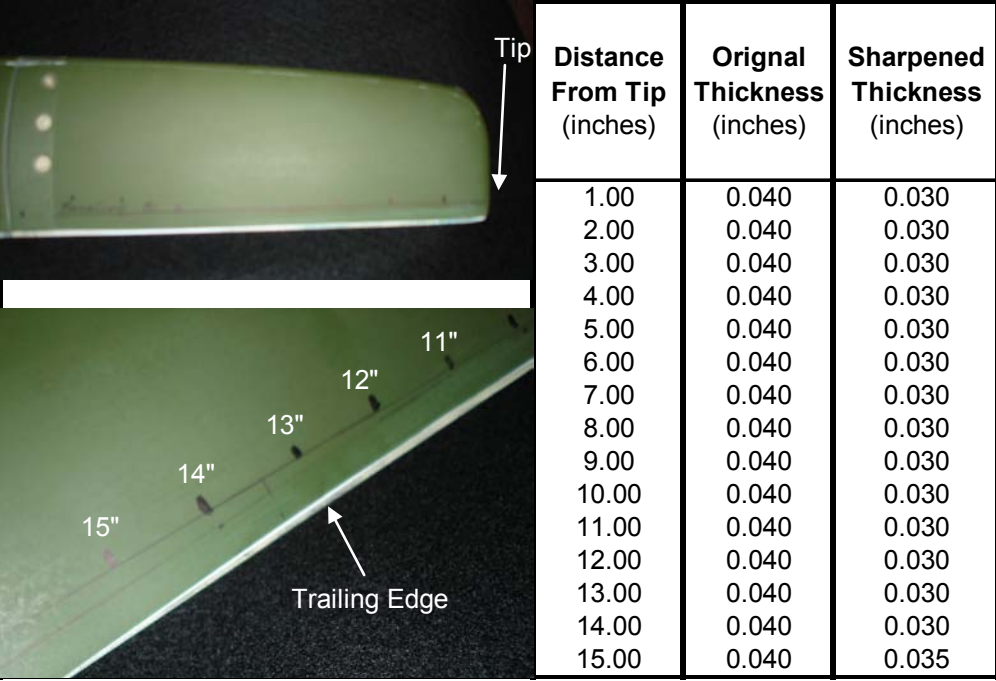 Tip
11"
12"
13"
14"
15"
Trailing Edge
Distance From Tip (inches) Orignal Thickness (inches) Sharpened Thickness (inches)
1.00 0.040 0.030
2.00 0.040 0.030
3.00 0.040 0.030
4.00 0.040 0.030
5.00 0.040 0.030
6.00 0.040 0.030
7.00 0.040 0.030
8.00 0.040 0.030
9.00 0.040 0.030
10.00 0.040 0.030
11.00 0.040 0.030
12.00 0.040 0.030
13.00 0.040 0.030
14.00 0.040 0.030
15.00 0.040 0.035